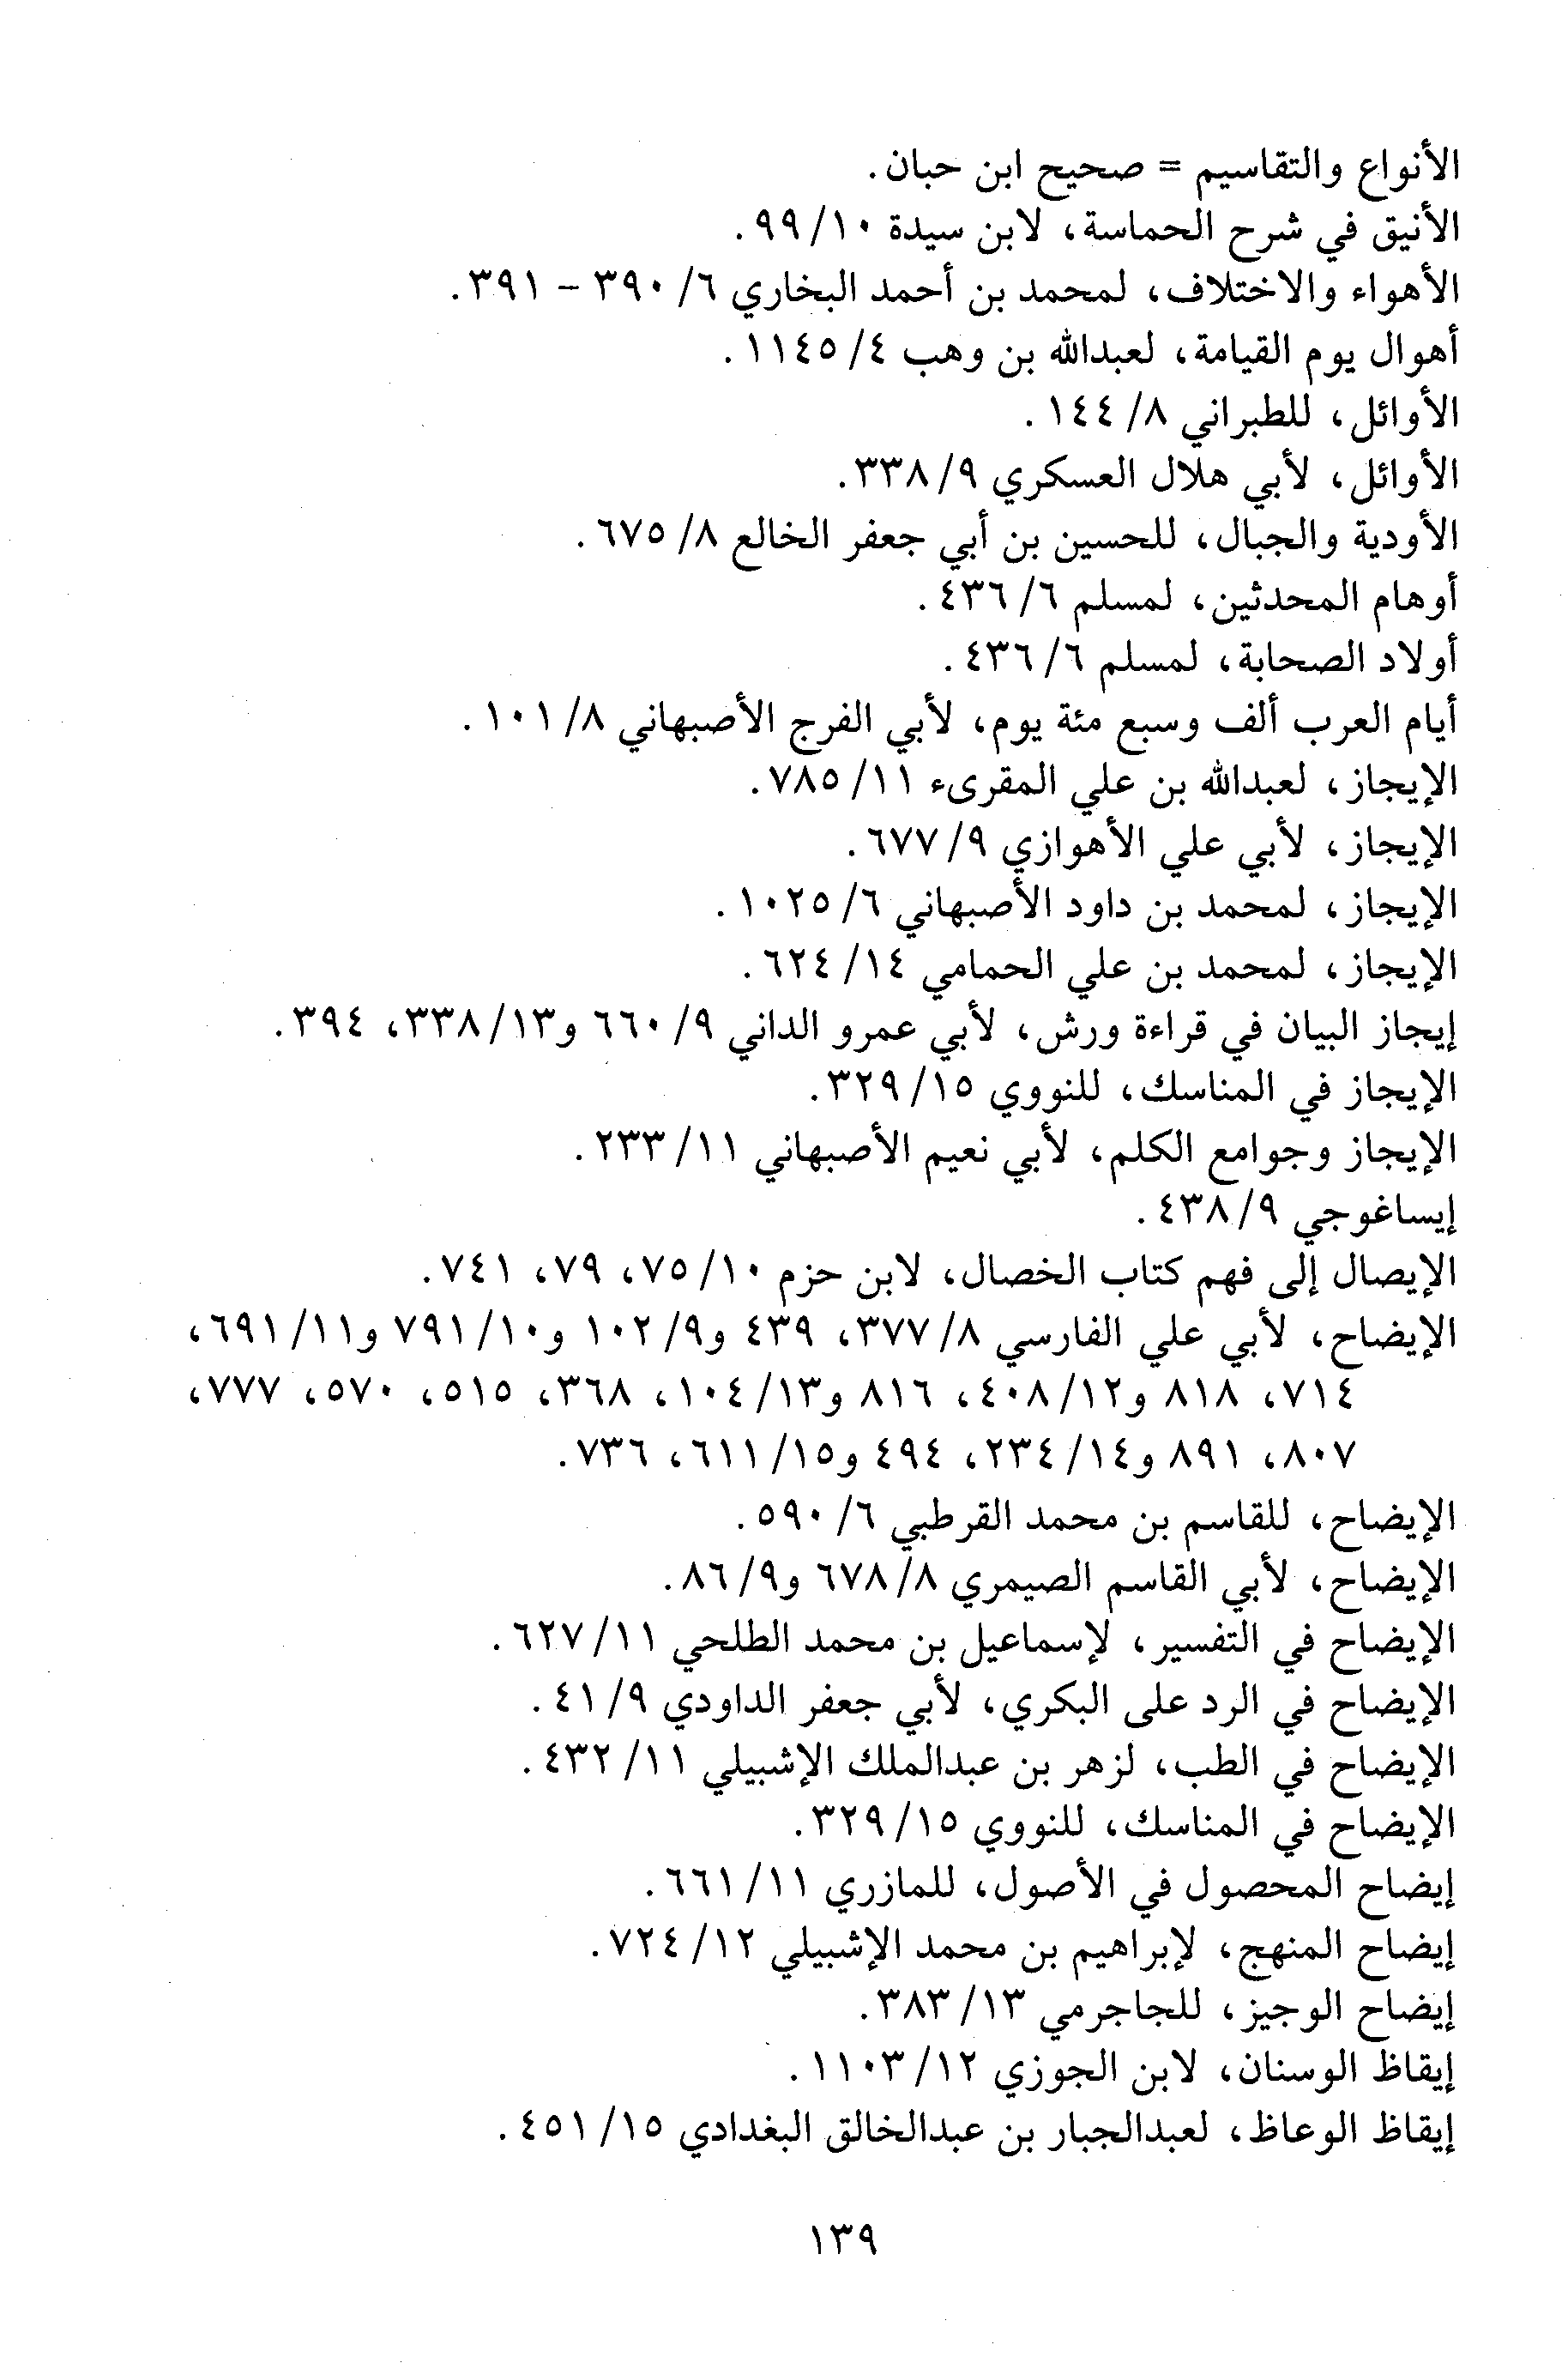 الأنواع والتقاسيم = صحيح ابن حبان.
الأنيق في شرح الحماسة، لابن سيدة ١٠/ ٩٩.
الأهواء والاختلاف، لمحمد بن أحمد البخاري ٦/ ٣٩٠ - ٣٩١.
أهوال يوم القيامة، لعبدالله بن وهب ٤/ ١١٤٥.
الأوائل، للطبراني ٨/ ١٤٤.
الأوائل، لأبي هلال العسكري ٩/ ٣٣٨.
الأودية والجبال، للحسين بن أبي جعفر الخالع ٨/ ٦٧٥.
أوهام المحدثين، لمسلم ٦/ ٤٣٦.
أولاد الصحابة، لمسلم ٦/ ٤٣٦.
أيام العرب ألف وسبع مئة يوم، لأبي الفرج الأصبهاني ٨/ ١٠١.
الإيجاز، لعبدالله بن علي المقرىء ١١/ ٧٨٥.
الإيجاز، لأبي علي الأهوازي ٩/ ٦٧٧.
الإيجاز، لمحمد بن داود الأصبهاني ٦/ ١٠٢٥.
الإيجاز، لمحمد بن علي الحمامي ١٤/ ٦٢٤.
إيجاز البيان في قراءة ورش، لأبي عمرو الداني ٩/ ٦٦٠ و١٣/ ٣٣٨، ٣٩٤.
الإيجاز في المناسك، للنووي ١٥/ ٣٢٩.
الإيجاز وجوامع الكلم، لأبي نعيم الأصبهاني ١١/ ٢٣٣.
إيساغوجي ٩/ ٤٣٨.
الإيصال إلى فهم كتاب الخصال، لابن حزم ١٠/ ٧٥، ٧٩، ٧٤١.
الإيضاح، لأبي علي الفارسي ٨/ ٣٧٧، ٤٣٩ و٩/ ١٠٢ و١٠/ ٧٩١ و١١/ ٦٩١،
٧١٤، ٨١٨ و١٢/ ٤٠٨، ٨١٦ و١٣/ ١٠٤، ٣٦٨، ٥١٥، ٥٧٠، ٧٧٧،
٨٠٧، ٨٩١ و١٤/ ٢٣٤، ٤٩٤ و١٥/ ٦١١، ٧٣٦.
الإيضاح، للقاسم بن محمد القرطبي ٦/ ٥٩٠.
الإيضاح، لأبي القاسم الصيمري ٨/ ٦٧٨ و٩/ ٨٦.
الإيضاح في التفسير، لإسماعيل بن محمد الطلحي ١١/ ٦٢٧.
الإيضاح في الرد على البكري، لأبي جعفر الداودي ٩/ ٤١.
الإيضاح في الطب، لزهر بن عبدالملك الإشبيلي ١١/ ٤٣٢.
الإيضاح في المناسك، للنووي ١٥/ ٣٢٩.
إيضاح المحصول في الأصول، للمازري ١١/ ٦٦١.
إيضاح المنهج، لإبراهيم بن محمد الإشبيلي ١٢/ ٧٢٤.
إيضاح الوجيز، للجاجرمي ١٣/ ٣٨٣.
إيقاظ الوسنان، لابن الجوزي ١٢/ ١١٠٣.
إيقاظ الوعاظ، لعبدالجبار بن عبدالخالق البغدادي ١٥/ ٤٥١.
١٣٩